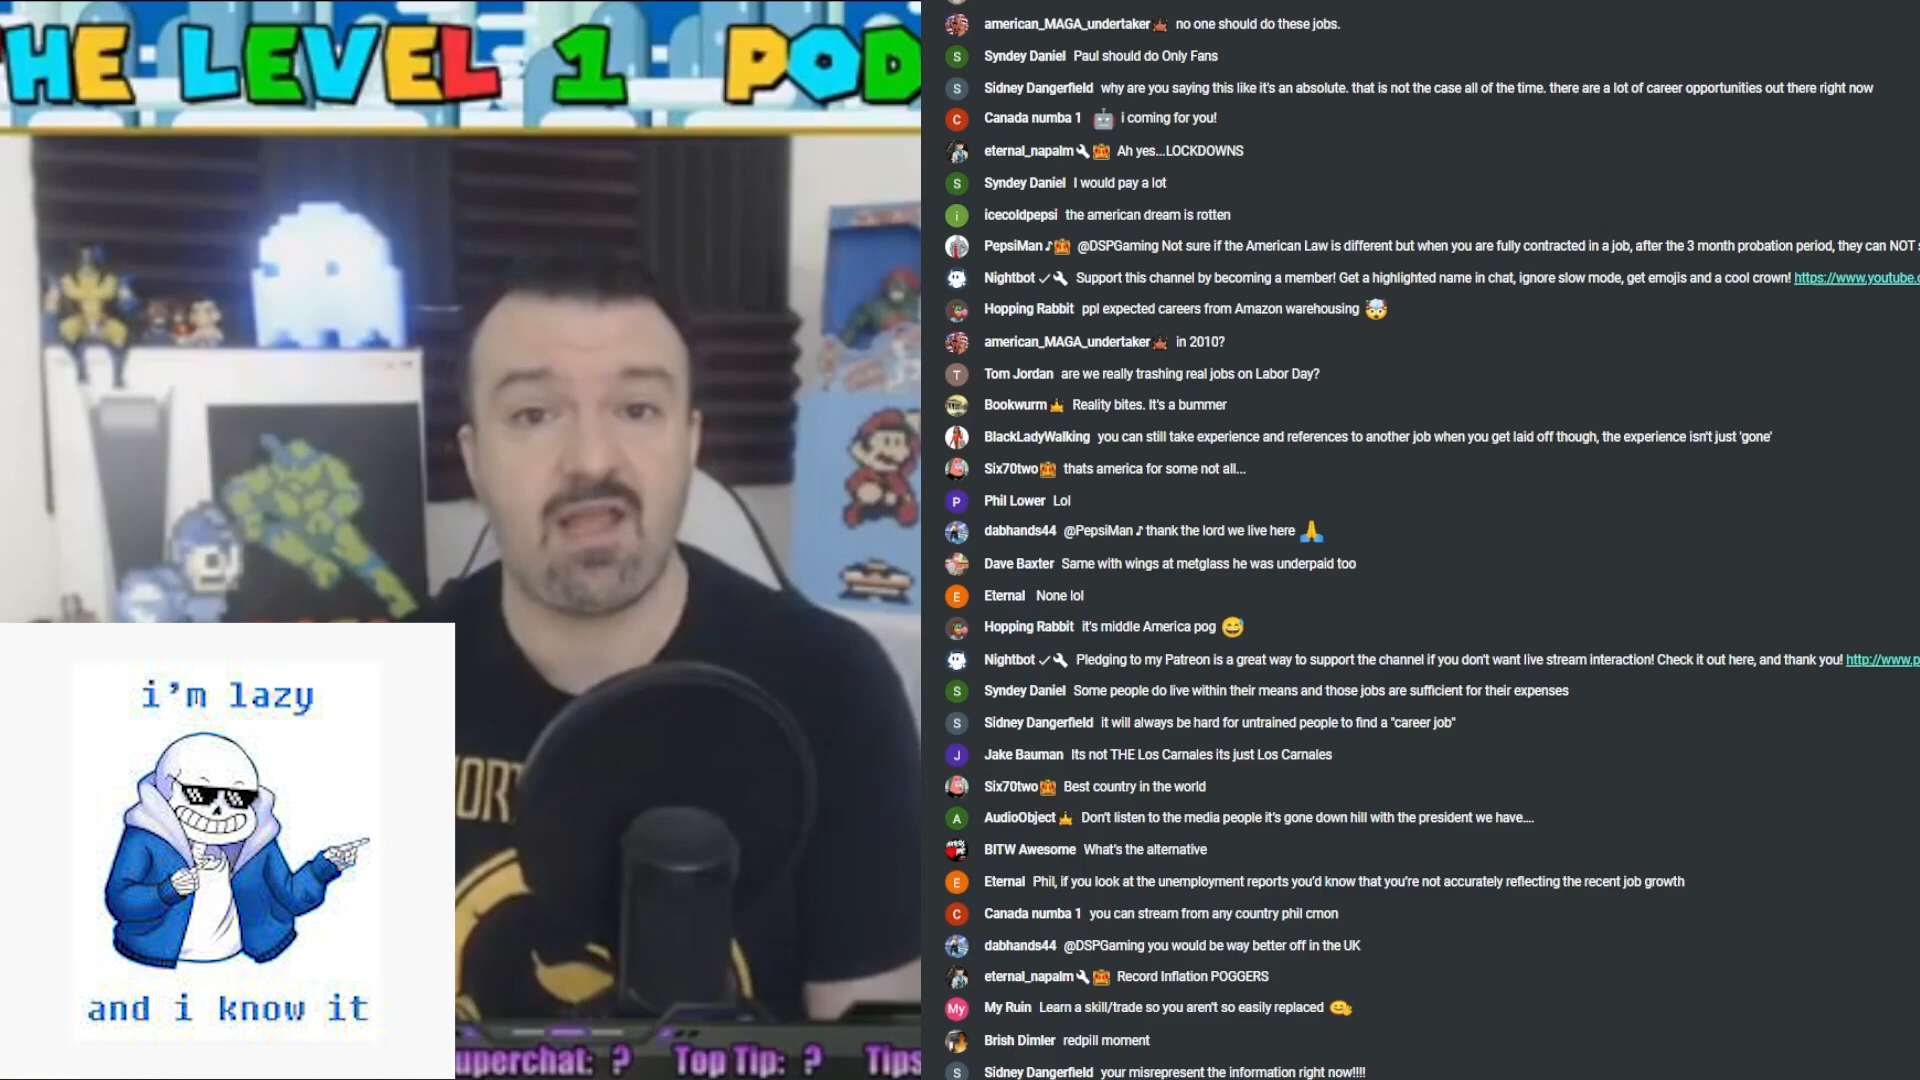 HE LEVEL 1 POD
american_MAGA_undertaker no one should do these jobs.
Syndey Daniel Paul should do Only Fans
Sidney Dangerfield why are you saying this like it's an absolute. that is not the case all of the time. there are a lot of career opportunities out there right now
Canada numba 1 i coming for you!
eternal_napalm Ah yes...LOCKDOWNS
Syndey Daniel I would pay a lot
icecoldpepsi the american dream is rotten
PepsiMan♪ @DSPGaming Not sure if the American Law is different but when you are fully contracted in a job, after the 3 month probation period, they can NOT
Nightbot Support this channel by becoming a member! Get a highlighted name in chat, ignore slow mode, get emojis and a cool crown! https://www.youtube.c
Hopping Rabbit ppl expected careers from Amazon warehousing 🤯
american_MAGA_undertaker in 2010?
Tom Jordan are we really trashing real jobs on Labor Day?
Bookwurm Reality bites. It's a bummer
BlackLadyWalking you can still take experience and references to another job when you get laid off though, the experience isn't just 'gone'
Six70two thats america for some not all...
Phil Lower Lol
dabhands44 @PepsiMan♪ thank the lord we live here 🙏
Dave Baxter Same with wings at metglass he was underpaid too
Eternal None lol
Hopping Rabbit it's middle America pog 😅
Nightbot Pledging to my Patreon is a great way to support the channel if you don't want live stream interaction! Check it out here, and thank you! http://www.p
Syndey Daniel Some people do live within their means and those jobs are sufficient for their expenses
Sidney Dangerfield it will always be hard for untrained people to find a "career job"
Jake Bauman Its not THE Los Carnales its just Los Carnales
Six70two Best country in the world
AudioObject Don't listen to the media people it's gone down hill with the president we have....
BITW Awesome What's the alternative
Eternal Phil, if you look at the unemployment reports you'd know that you're not accurately reflecting the recent job growth
Canada numba 1 you can stream from any country phil cmon
dabhands44 @DSPGaming you would be way better off in the UK
eternal_napalm Record Inflation POGGERS
My Ruin Learn a skill/trade so you aren't so easily replaced
Brish Dimler redpill moment
Sidney Dangerfield your misrepresent the information right now!!!!
i'm lazy
and i know it
ORT
uperchat: ? Top Tip: ? Tips